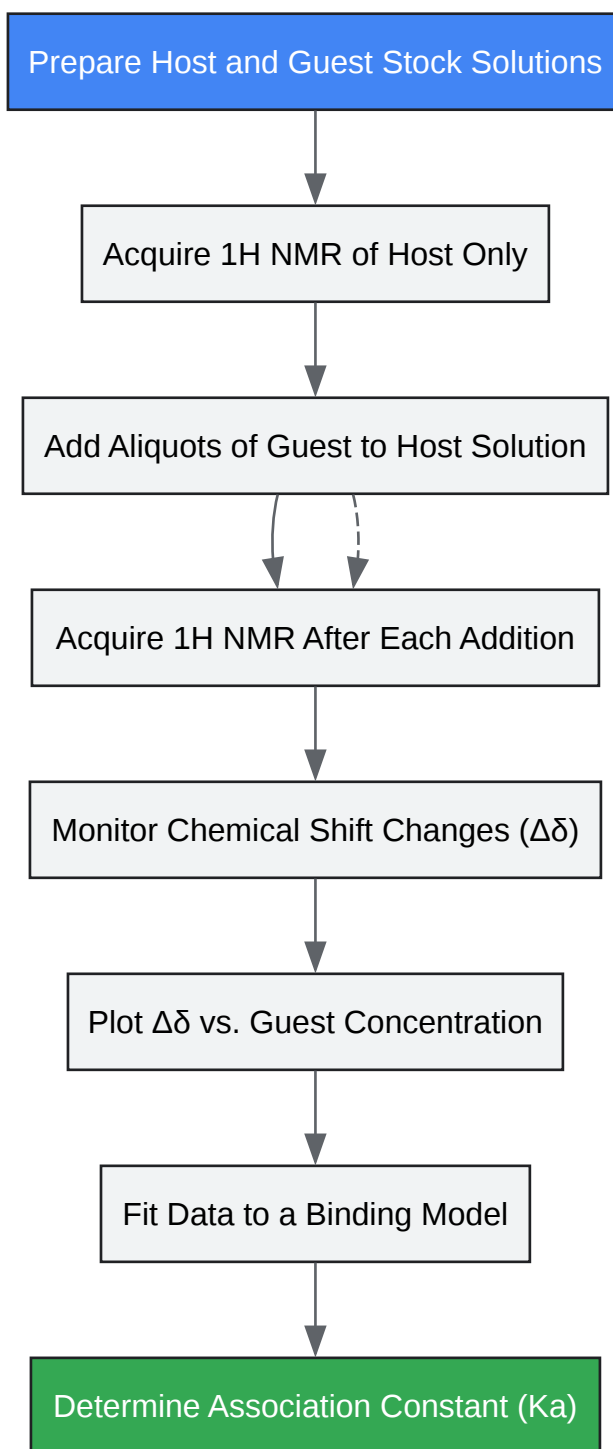 Prepare Host and Guest Stock Solutions
Acquire 1H NMR of Host Only
Add Aliquots of Guest to Host Solution
Acquire 1H NMR After Each Addition
Monitor Chemical Shift Changes (Δδ)
Plot Δδ vs. Guest Concentration
Fit Data to a Binding Model
Determine Association Constant (Ka)